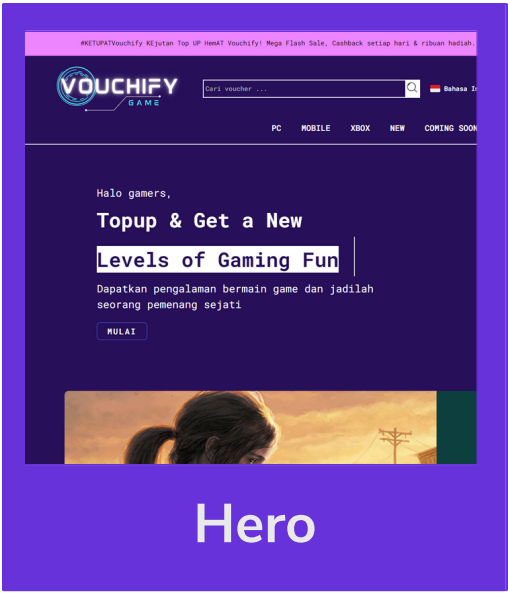 #KETUPATVouchify KEjutan Top UP HemAT Vouchify! Mega Flash Sale, Cashback setiap hari & ribuan hadiah.
VOUCHIFY
GAME
Cari voucher ...
Bahasa
PC MOBILE XBOX NEW COMING SOON
Halo gamers,
Topup & Get a New
Levels of Gaming Fun
Dapatkan pengalaman bermain game dan jadilah
seorang pemenang sejati
MULAI
Hero